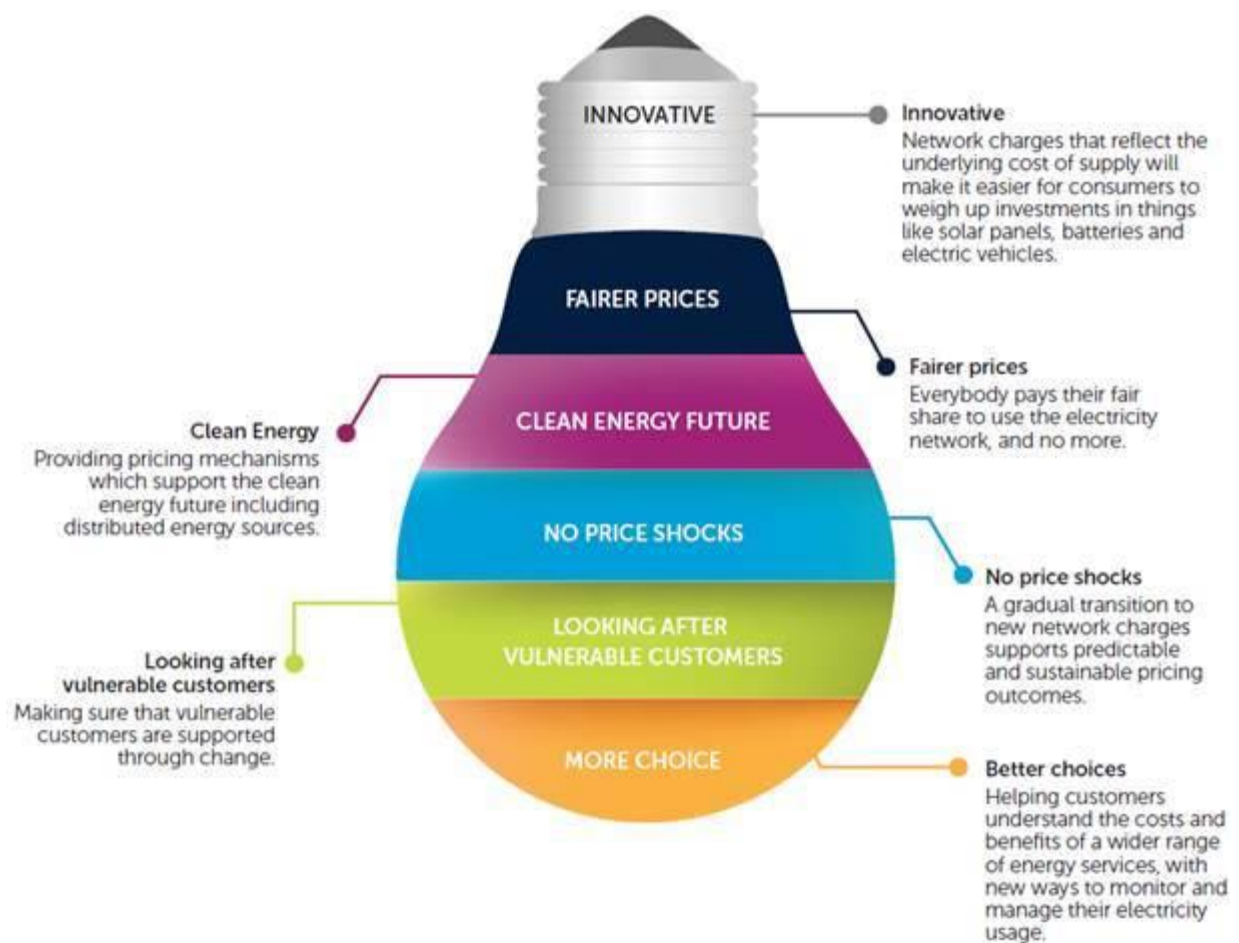 INNOVATIVE
Innovative
Network charges that reflect the
underlying cost of supply will
make it easier for consumers to
weigh up investments in things
like solar panels, batteries and
electric vehicles.
FAIRER PRICES
Fairer prices
Everybody pays their fair
share to use the electricity
network, and no more.
CLEAN ENERGY FUTURE
Clean Energy
Providing pricing mechanisms
which support the clean
energy future including
distributed energy sources.
NO PRICE SHOCKS
No price shocks
A gradual transition to
new network charges
supports predictable
and sustainable pricing
outcomes.
LOOKING AFTER
VULNERABLE CUSTOMERS
Looking after
vulnerable customers
Making sure that vulnerable
customers are supported
through change.
MORE CHOICE
Better choices
Helping customers
understand the costs and
benefits of a wider range
of energy services, with
new ways to monitor and
manage their electricity
usage.